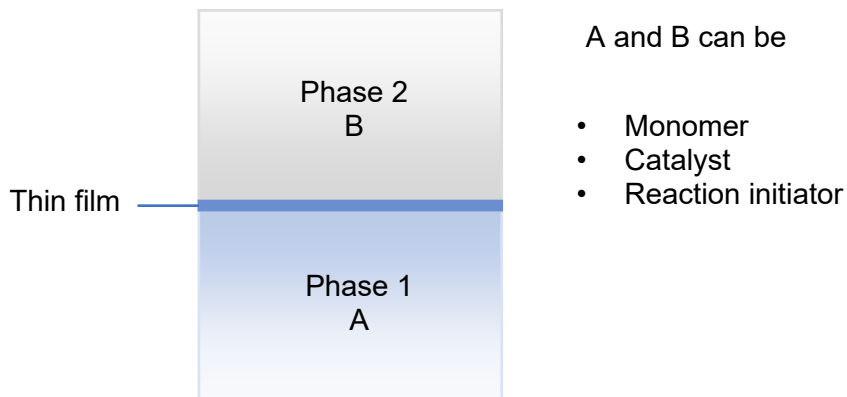 A and B can be
Phase 2
B
• Monomer
• Catalyst
• Reaction initiator
Thin film
Phase 1
A